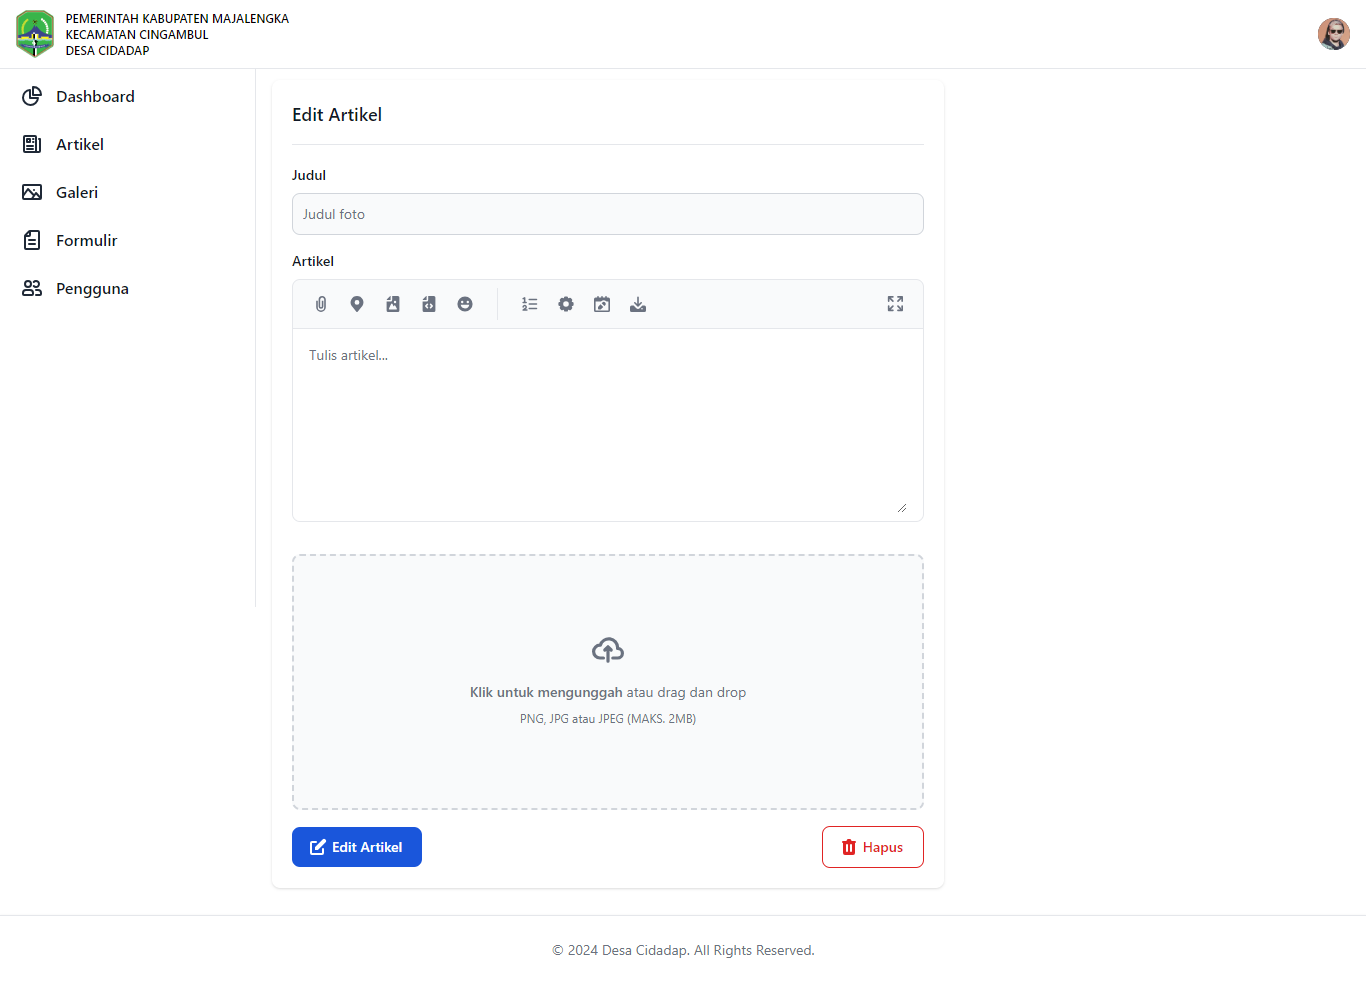 PEMERINTAH KABUPATEN MAJALENGKA
KECAMATAN CINGAMBUL
DESA CIDADAP
Dashboard
Artikel
Galeri
Formulir
Pengguna
Edit Artikel
Judul
Judul foto
Artikel
Tulis artikel...
Klik untuk mengunggah atau drag dan drop
PNG, JPG atau JPEG (MAKS. 2MB)
Edit Artikel
Hapus
© 2024 Desa Cidadap. All Rights Reserved.